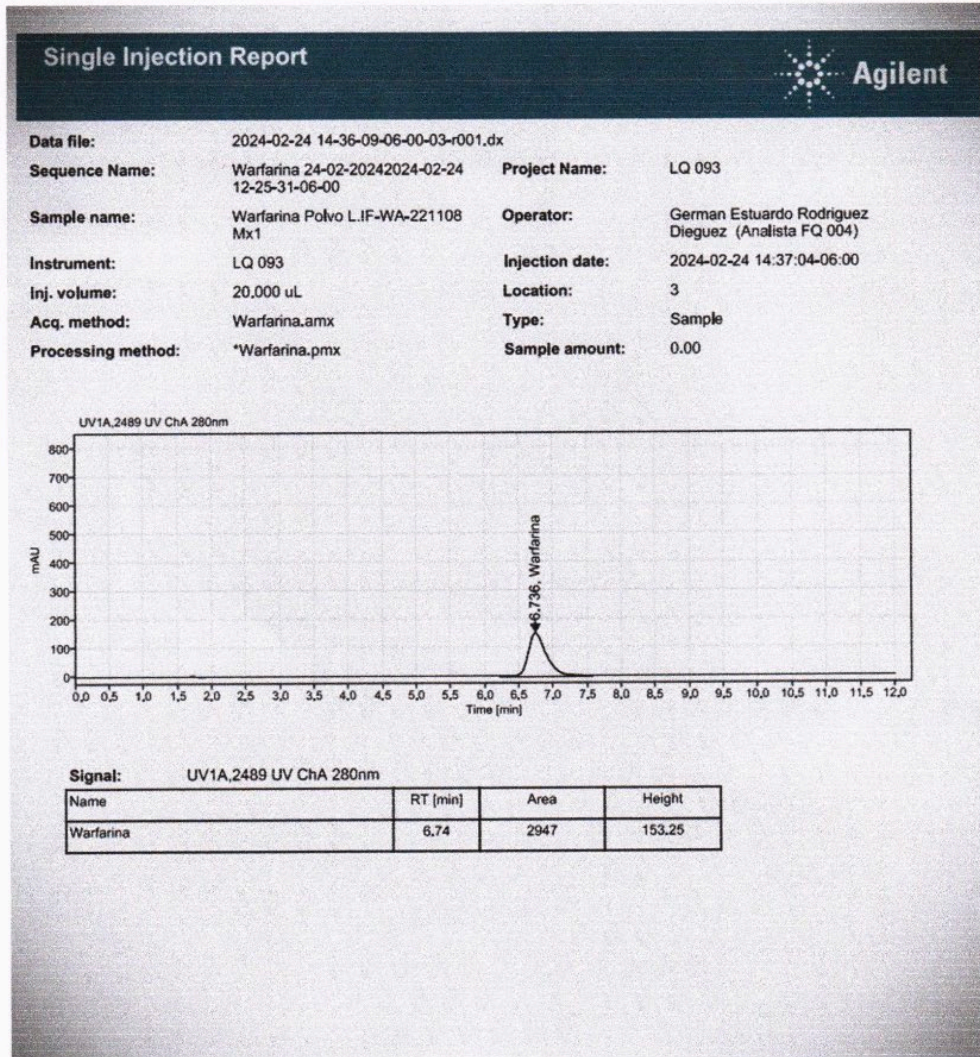 Single Injection Report
Agilent
Data file: 2024-02-24 14-36-09-06-00-03-r001.dx
Sequence Name: Warfarina 24-02-20242024-02-24 Project Name: LQ 093
12-25-31-06-00
Sample name: Warfarina Polvo L.IF-WA-221108 Operator: German Estuardo Rodriguez
Mx1 Dieguez (Analista FQ 004)
Instrument: LQ 093 Injection date: 2024-02-24 14:37:04-06:00
Inj. volume: 20,000 uL Location: 3
Acq. method: Warfarina.amx Type: Sample
Processing method: *Warfarina.pmx Sample amount: 0.00
UV1A,2489 UV ChA 280nm
800
700
600
500
400
300
200
100
0
mAU
6.736, Warfarina
0,0 0,5 1,0 1,5 2,0 2,5 3,0 3,5 4,0 4,5 5,0 5,5 6,0 6,5 7,0 7,5 8,0 8,5 9,0 9,5 10,0 10,5 11,0 11,5 12,0
Time [min]
Signal: UV1A,2489 UV ChA 280nm
Name RT [min] Area Height
Warfarina 6.74 2947 153.25